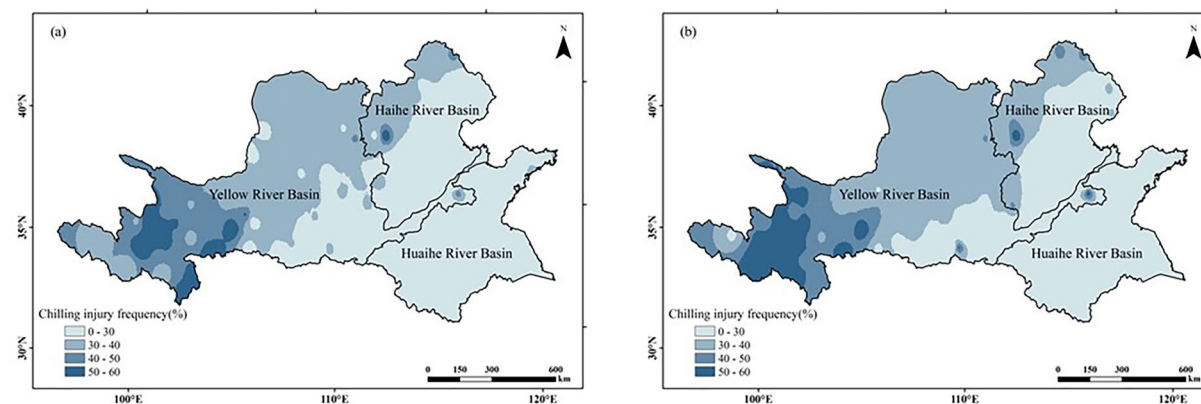 (a)
N
40°N
35°N
30°N
Haihe River Basin
Yellow River Basin
Huaihe River Basin
Chilling injury frequency(%)
0 - 30
30 - 40
40 - 50
50 - 60
0 150 300 600
km
100°E 110°E 120°E
(b)
N
40°N
35°N
30°N
Haihe River Basin
Yellow River Basin
Huaihe River Basin
Chilling injury frequency(%)
0 - 30
30 - 40
40 - 50
50 - 60
0 150 300 600
km
100°E 110°E 120°E